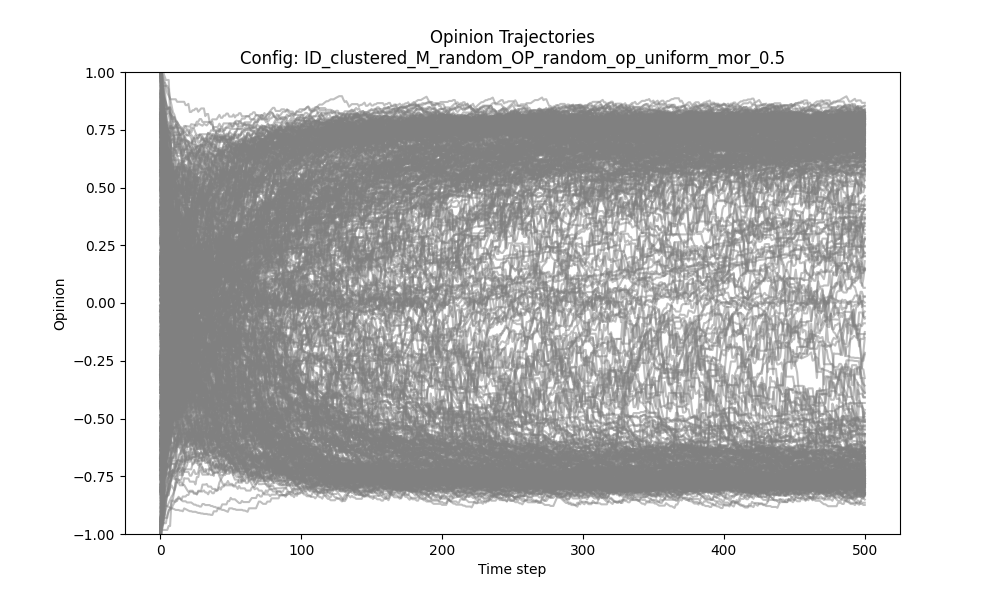 Opinion Trajectories
Config: ID_clustered_M_random_OP_random_op_uniform_mor_0.5
1.00
0.75
0.50
0.25
0.00
−0.25
−0.50
−0.75
−1.00
Opinion
0 100 200 300 400 500
Time step